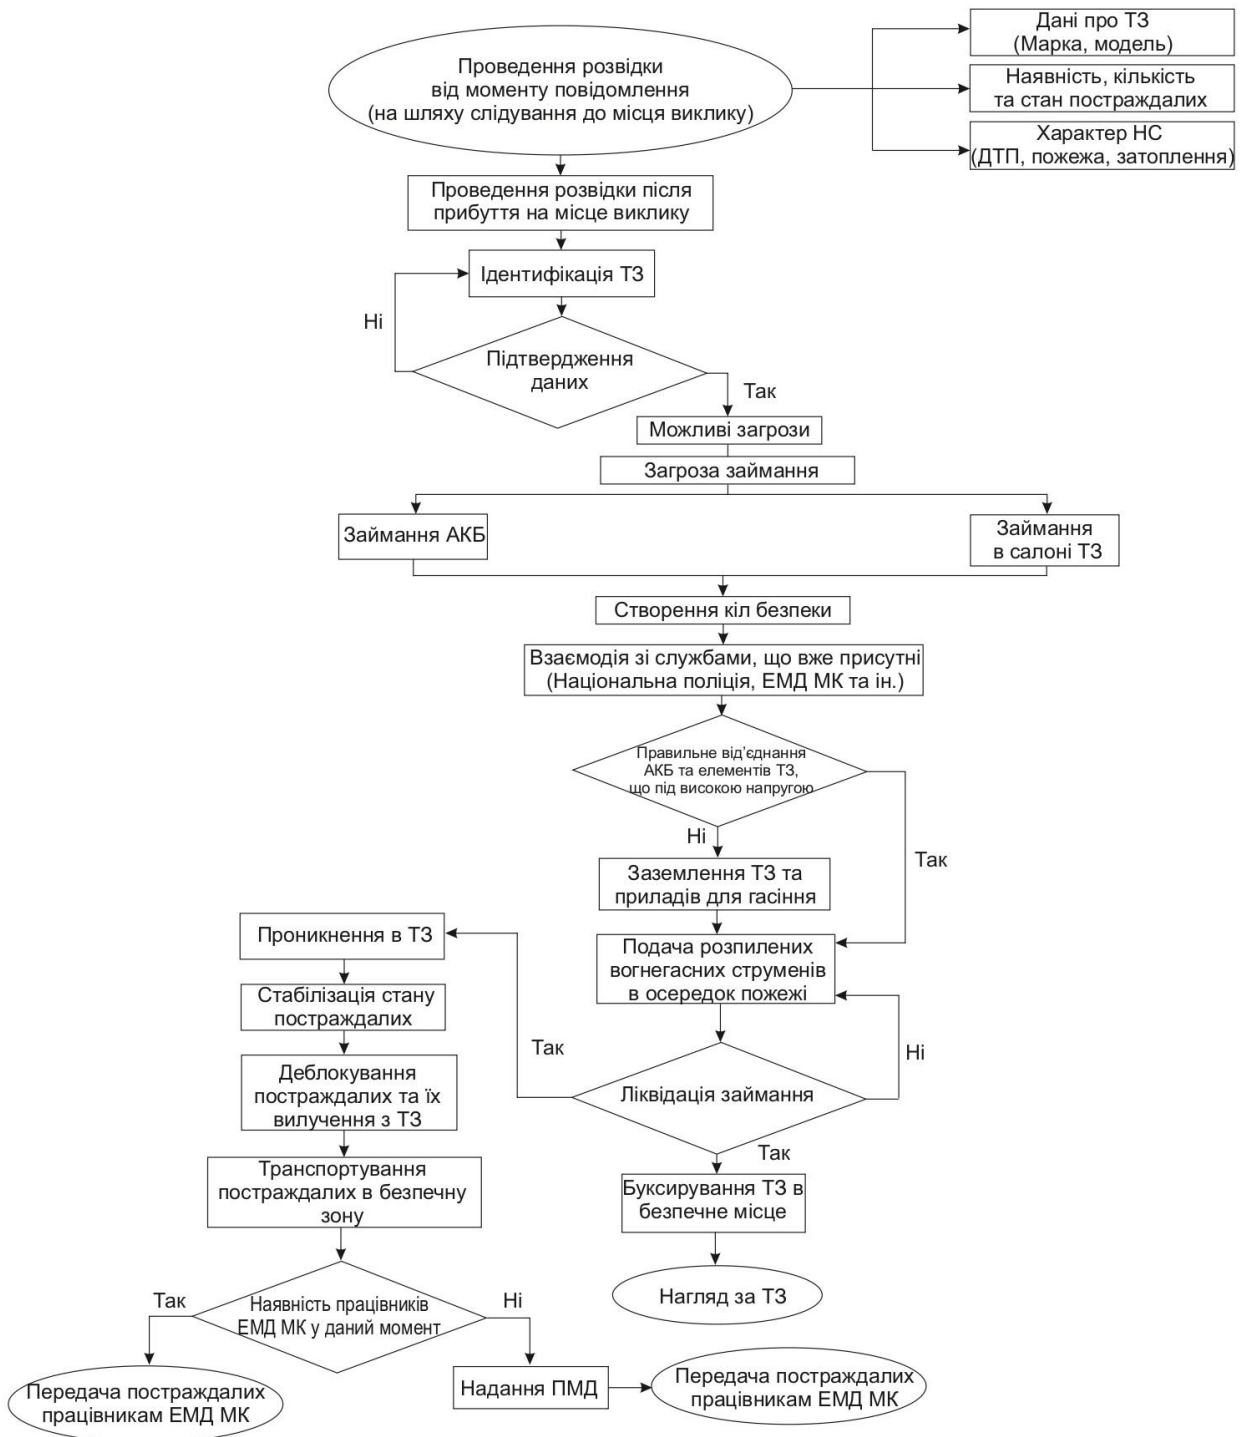 Проведення розвідки
від моменту повідомлення
(на шляху слідування до місця виклику)
Дані про ТЗ
(Марка, модель)
Наявність, кількість
та стан постраждалих
Характер НС
(ДТП, пожежа, затоплення)
Проведення розвідки після
прибуття на місце виклику
Ідентифікація ТЗ
Ні
Підтвердження
даних
Так
Можливі загрози
Загроза займання
Займання АКБ
Займання
в салоні ТЗ
Створення кіл безпеки
Взаємодія зі службами, що вже присутні
(Національна поліція, ЕМД МК та ін.)
Правильне від’єднання
АКБ та елементів ТЗ,
що під високою напругою
Ні
Так
Заземлення ТЗ та
приладів для гасіння
Подача розпилених
вогнегасних струменів
в осередок пожежі
Ні
Ліквідація займання
Так
Так
Проникнення в ТЗ
Стабілізація стану
постраждалих
Деблокування
постраждалих та їх
вилучення з ТЗ
Транспортування
постраждалих в безпечну
зону
Буксирування ТЗ в
безпечне місце
Нагляд за ТЗ
Так
Наявність працівників
ЕМД МК у даний момент
Ні
Передача постраждалих
працівникам ЕМД МК
Надання ПМД
Передача постраждалих
працівникам ЕМД МК